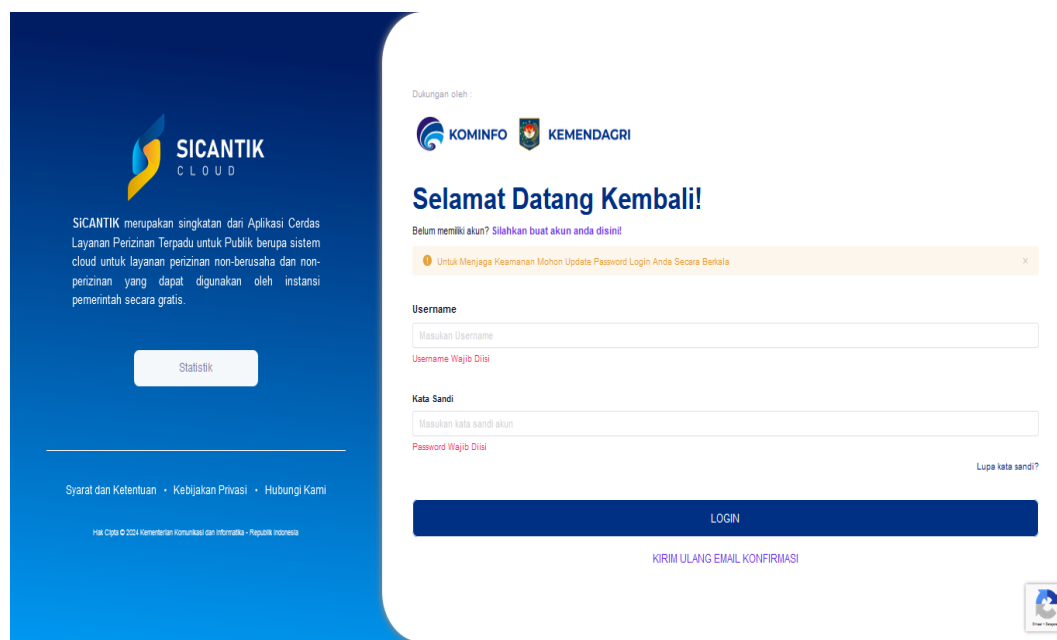 SICANTIK
CLOUD
SiCANTIK merupakan singkatan dari Aplikasi Cerdas
Layanan Perizinan Terpadu untuk Publik berupa sistem
cloud untuk layanan perizinan non-berusaha dan non-
perizinan yang dapat digunakan oleh instansi
pemerintah secara gratis.
Statistik
Syarat dan Ketentuan • Kebijakan Privasi • Hubungi Kami
Hak Cipta © 2024 Kementerian Komunikasi dan Informatika - Republik Indonesia
Dukungan oleh :
KOMINFO KEMENDAGRI
Selamat Datang Kembali!
Belum memiliki akun? Silahkan buat akun anda disini!
Untuk Menjaga Keamanan Mohon Update Password Login Anda Secara Berkala
Username
Masukan Username
Username Wajib Diisi
Kata Sandi
Masukan kata sandi akun
Password Wajib Diisi
Lupa kata sandi?
LOGIN
KIRIM ULANG EMAIL KONFIRMASI